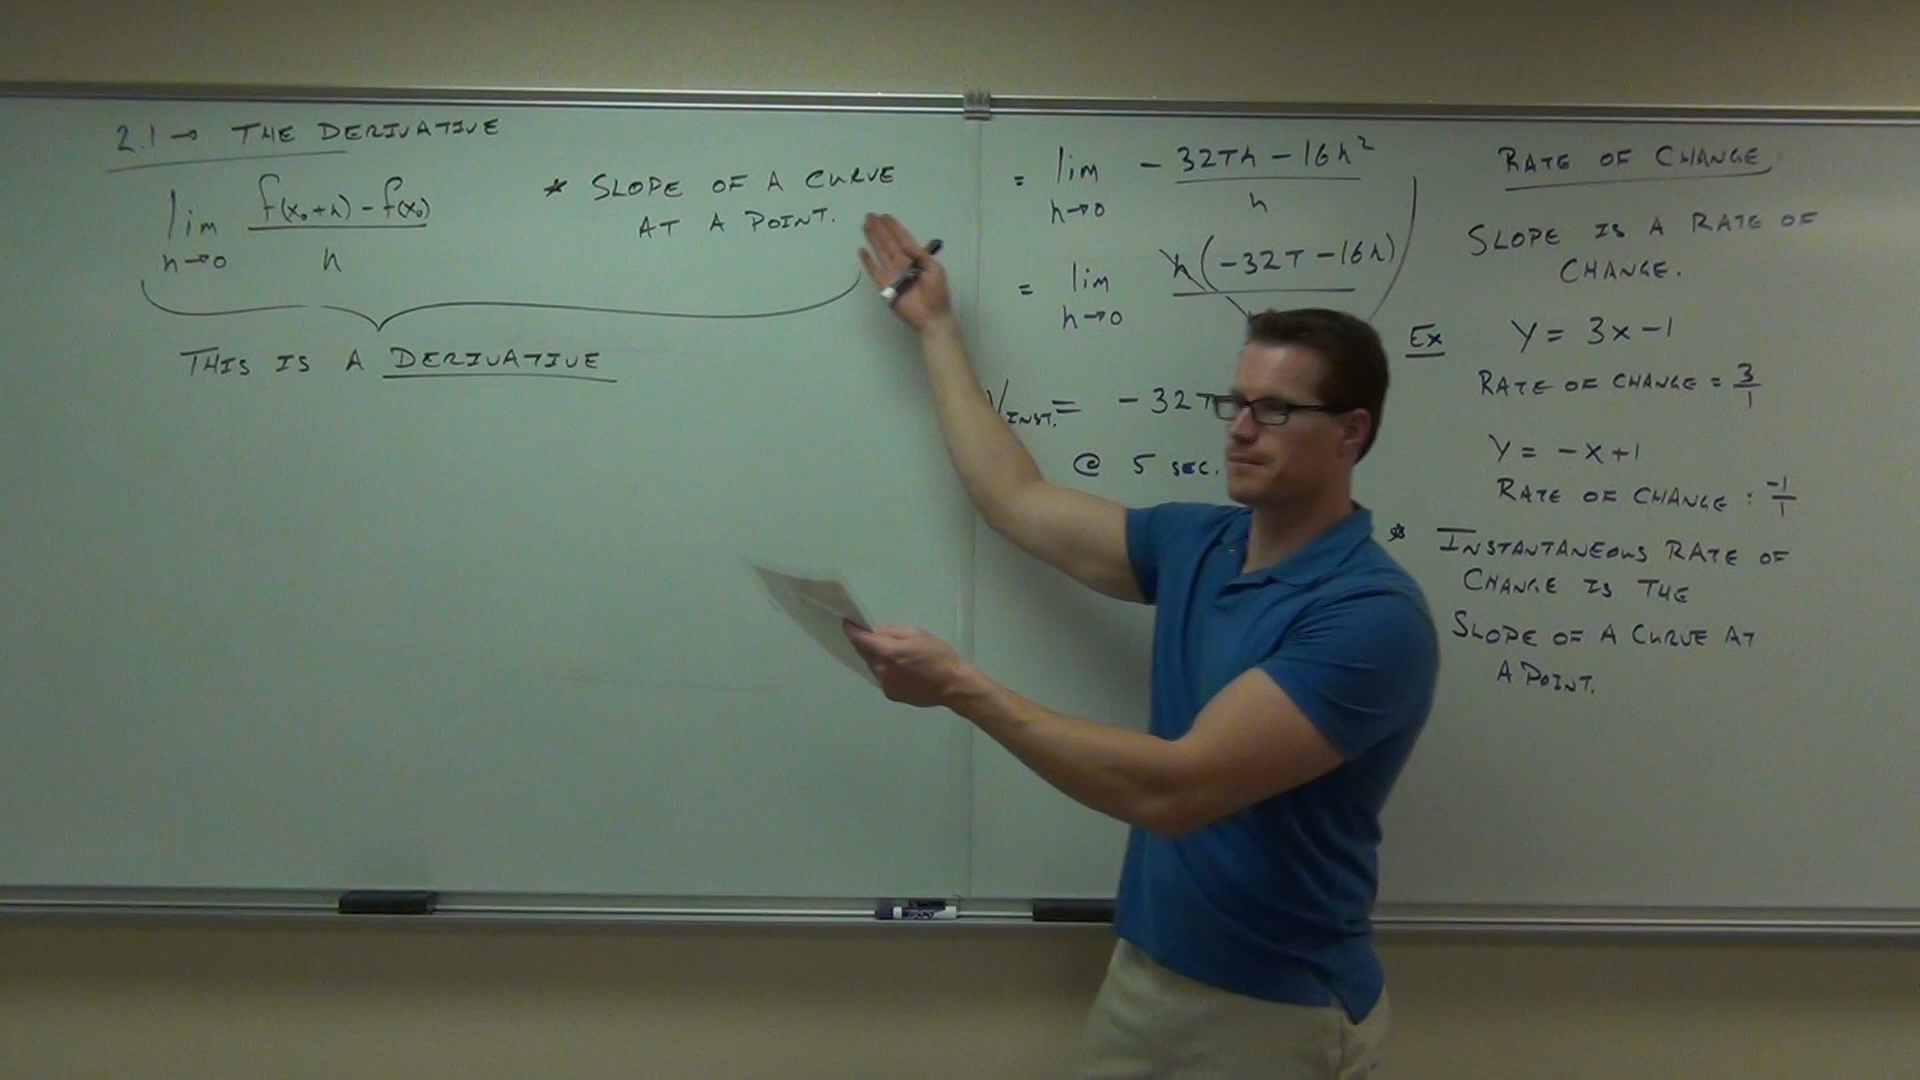 2.1 → THE DERIVATIVE
lim h→0 (f(x₀+h) - f(x₀))/h
* SLOPE OF A CURVE
AT A POINT.
THIS IS A DERIVATIVE
= lim h→0 (-32Th - 16h²)/h
= lim h→0 h(-32T - 16h)
V INST. = -32T
@ 5 SEC.
RATE OF CHANGE
SLOPE IS A RATE OF
CHANGE.
Ex Y = 3x-1
RATE OF CHANGE = 3/1
Y = -x+1
RATE OF CHANGE : -1/1
* INSTANTANEOUS RATE OF
CHANGE IS THE
SLOPE OF A CURVE AT
A POINT.
EXPO